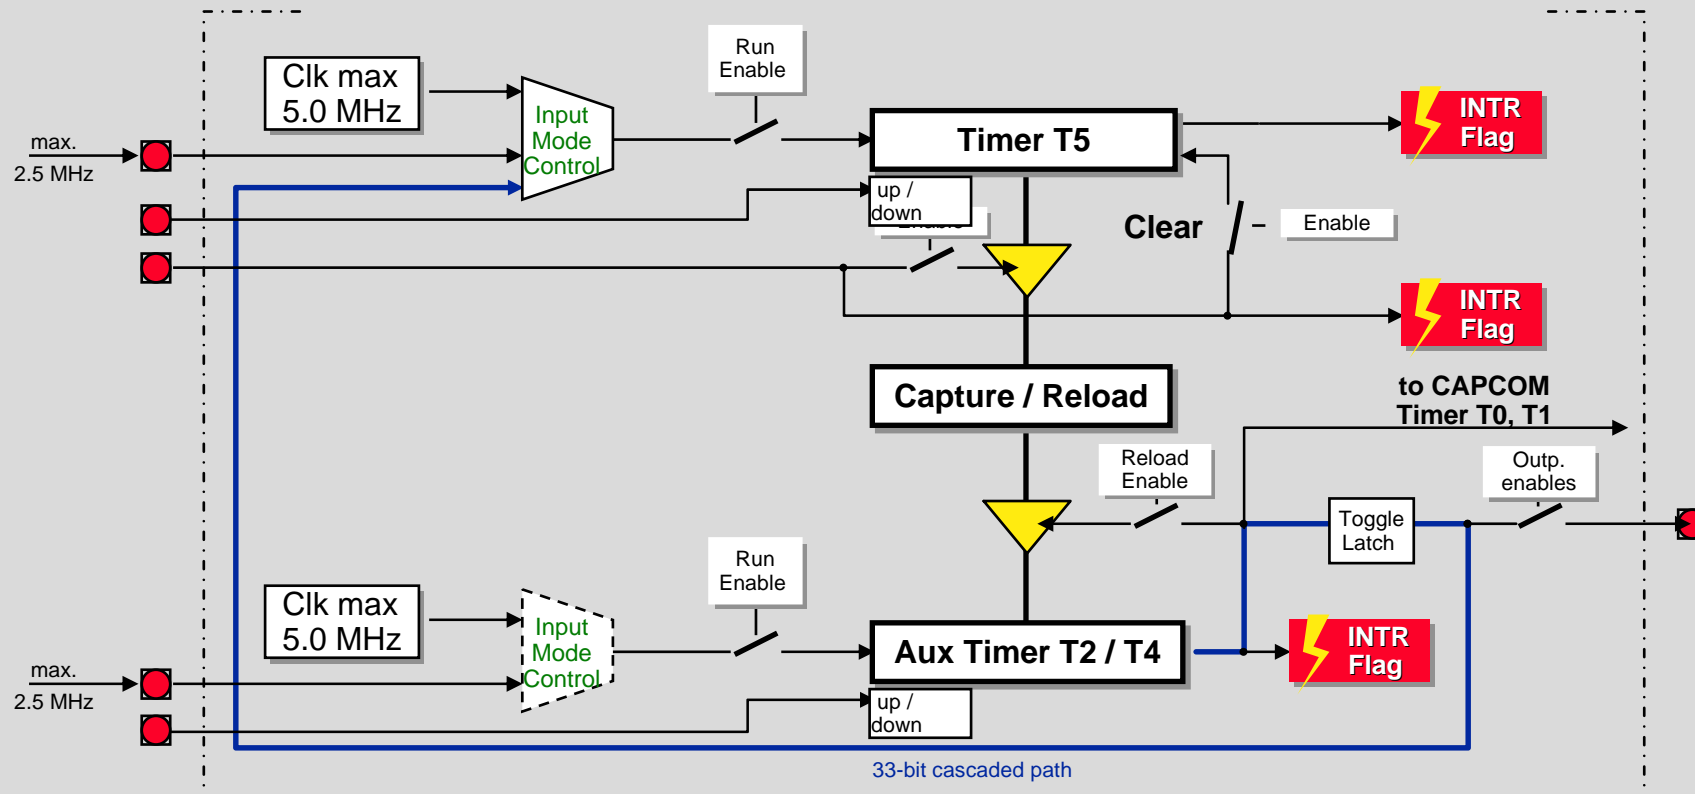 Run
Enable
Clk max
5.0 MHz
Input
Mode
Control
max.
2.5 MHz
Timer T5
INTR
Flag
up /
down
Enable
Clear
Enable
INTR
Flag
Capture / Reload
to CAPCOM
Timer T0, T1
Reload
Enable
Outp.
enables
Toggle
Latch
Run
Enable
Clk max
5.0 MHz
Input
Mode
Control
max.
2.5 MHz
Aux Timer T2 / T4
INTR
Flag
up /
down
33-bit cascaded path